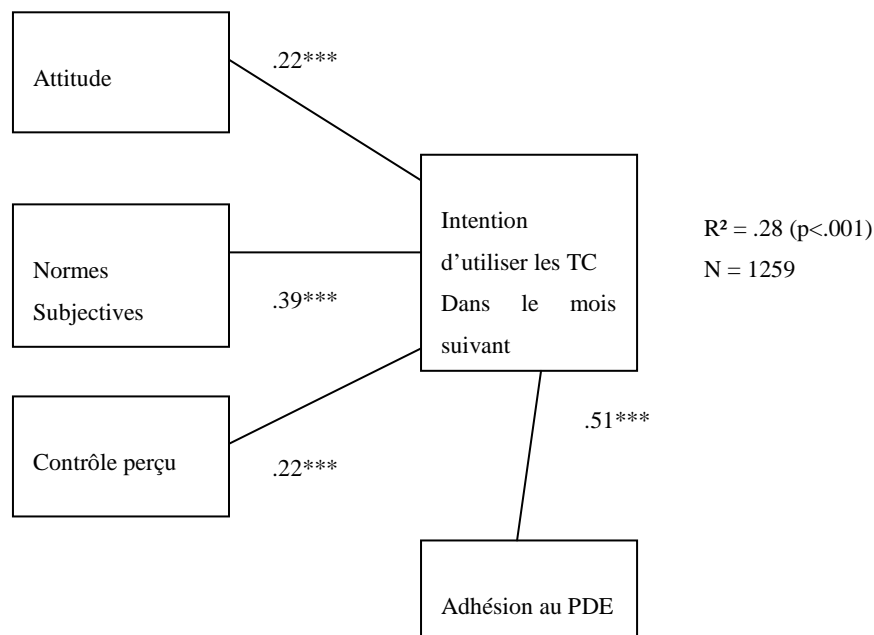 Attitude
.22***
Intention
d’utiliser les TC
Dans le mois
suivant
R² = .28 (p<.001)
N = 1259
Normes
Subjectives
.39***
Contrôle perçu
.22***
.51***
Adhésion au PDE